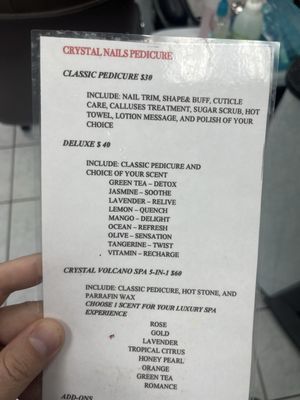 CRYSTAL NAILS PEDICURE
CLASSIC PEDICURE $30
INCLUDE: NAIL TRIM, SHAPE& BUFF, CUTICLE
CARE, CALLUSES TREATMENT, SUGAR SCRUB, HOT
TOWEL, LOTION MESSAGE, AND POLISH OF YOUR
CHOICE
DELUXE $ 40
INCLUDE: CLASSIC PEDICURE AND
CHOICE OF YOUR SCENT
GREEN TEA – DETOX
JASMINE – SOOTHE
LAVENDER – RELIVE
LEMON – QUENCH
MANGO – DELIGHT
OCEAN – REFRESH
OLIVE – SENSATION
TANGERINE – TWIST
VITAMIN – RECHARGE
CRYSTAL VOLCANO SPA 5-IN-1 $60
INCLUDE: CLASSIC PEDICURE, HOT STONE, AND
PARRAFIN WAX
CHOOSE 1 SCENT FOR YOUR LUXURY SPA
EXPERIENCE
ROSE
GOLD
LAVENDER
TROPICAL CITRUS
HONEY PEARL
ORANGE
GREEN TEA
ROMANCE
ADD-ONS